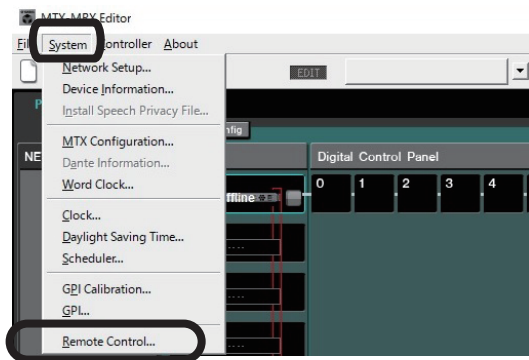 MTX-MRX Editor
System Controller About
EDIT
Network Setup...
Device Information...
Install Speech Privacy File...
MTX Configuration...
Dante Information...
Word Clock...
Clock...
Daylight Saving Time...
Scheduler...
GPI Calibration...
GPI...
Remote Control...
P
nfig
NE
Digital Control Panel
0 1 2 3 4
ffline